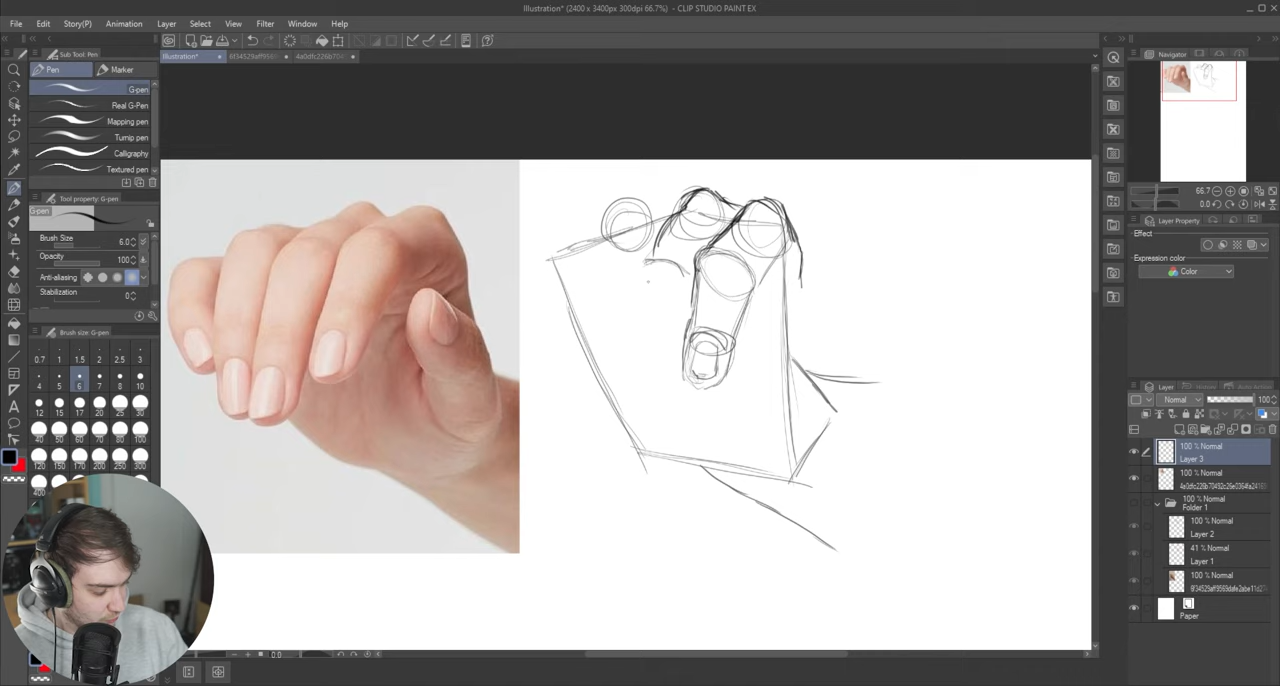 Illustration* (2400 x 3400px 300dpi 66.7%) - CLIP STUDIO PAINT EX
File Edit Story(P) Animation Layer Select View Filter Window Help
Sub Tool: Pen
Illustration*
Navigator
Pen Marker
G-pen
Real G-Pen
Mapping pen
Turnip pen
Calligraphy
Textured pen
Tool property: G-pen
G-pen
Brush Size 6.0
Opacity 100
Anti-aliasing
Stabilization 0
Brush size: G-pen
0.7 1 1.5 2 2.5 3
4 5 6 7 8 10
12 15 17 20 25 30
40 50 60 70 80 100
120 150 170 200 250 300
400
66.7
0.0
Layer Property
Effect
Expression color
Color
Layer History Auto Action
Normal 100
100 % Normal
Layer 3
100 % Normal
100 % Normal
Folder 1
100 % Normal
Layer 2
41 % Normal
Layer 1
100 % Normal
Paper
0.0